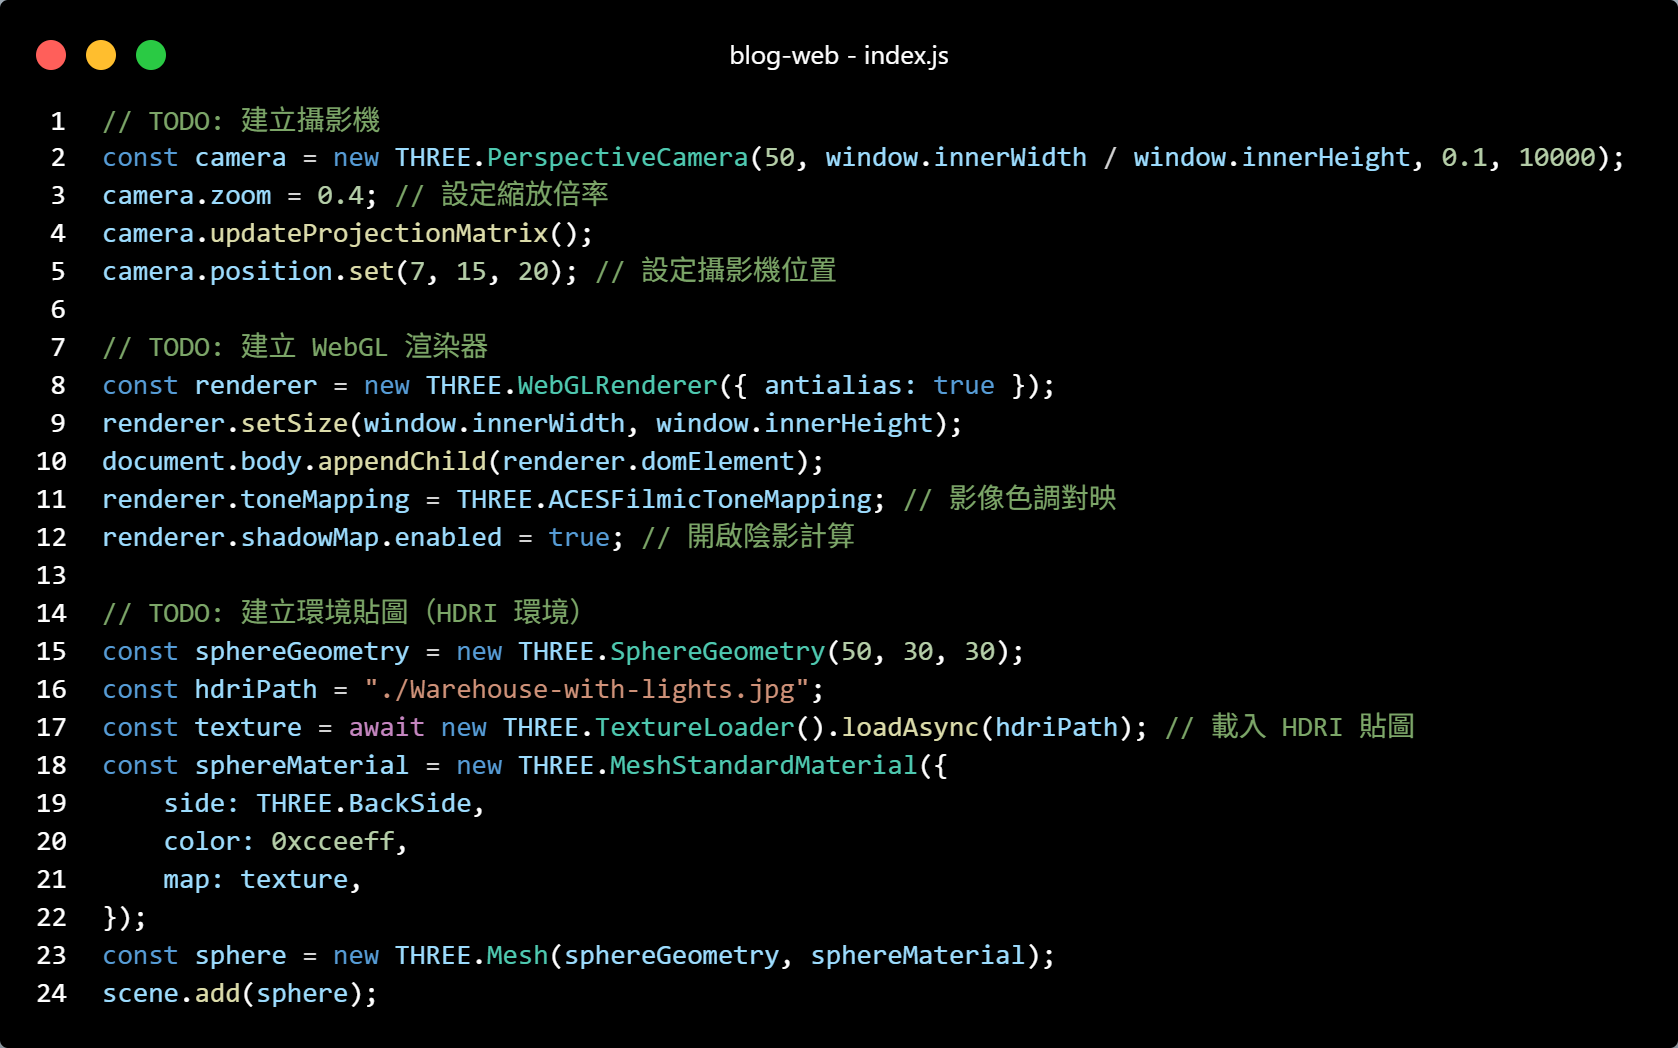 blog-web - index.js
1 // TODO: 建立攝影機
2 const camera = new THREE.PerspectiveCamera(50, window.innerWidth / window.innerHeight, 0.1, 10000);
3 camera.zoom = 0.4; // 設定縮放倍率
4 camera.updateProjectionMatrix();
5 camera.position.set(7, 15, 20); // 設定攝影機位置
6
7 // TODO: 建立 WebGL 渲染器
8 const renderer = new THREE.WebGLRenderer({ antialias: true });
9 renderer.setSize(window.innerWidth, window.innerHeight);
10 document.body.appendChild(renderer.domElement);
11 renderer.toneMapping = THREE.ACESFilmicToneMapping; // 影像色調對映
12 renderer.shadowMap.enabled = true; // 開啟陰影計算
13
14 // TODO: 建立環境貼圖（HDRI 環境）
15 const sphereGeometry = new THREE.SphereGeometry(50, 30, 30);
16 const hdriPath = "./Warehouse-with-lights.jpg";
17 const texture = await new THREE.TextureLoader().loadAsync(hdriPath); // 載入 HDRI 貼圖
18 const sphereMaterial = new THREE.MeshStandardMaterial({
19     side: THREE.BackSide,
20     color: 0xcceeff,
21     map: texture,
22 });
23 const sphere = new THREE.Mesh(sphereGeometry, sphereMaterial);
24 scene.add(sphere);